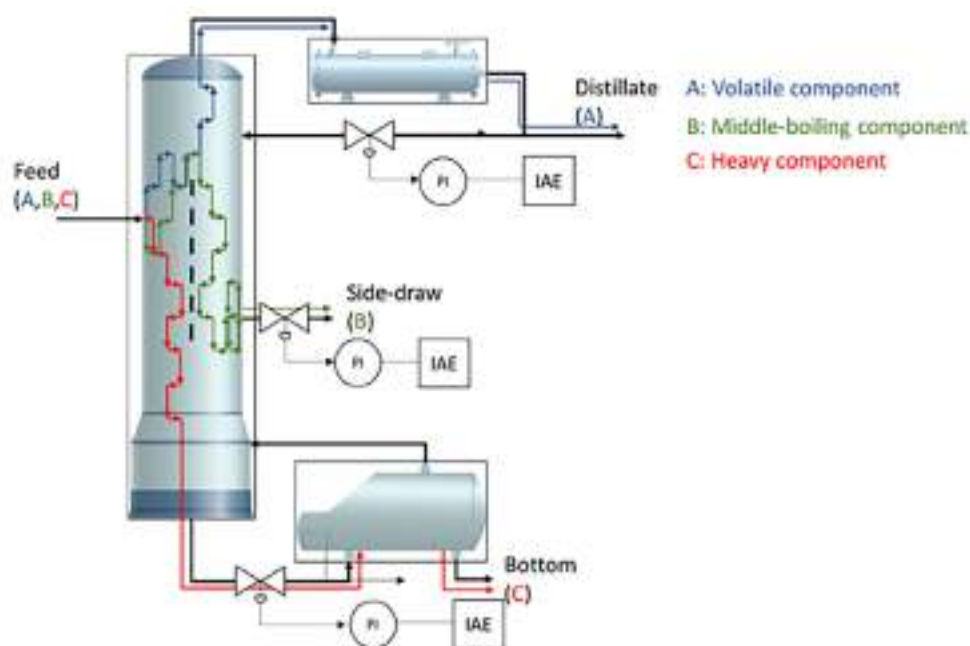 Distillate
(A)
A: Volatile component
B: Middle-boiling component
C: Heavy component
Feed
(A,B,C)
PI
IAE
Side-draw
(B)
PI
IAE
Bottom
(C)
PI
IAE